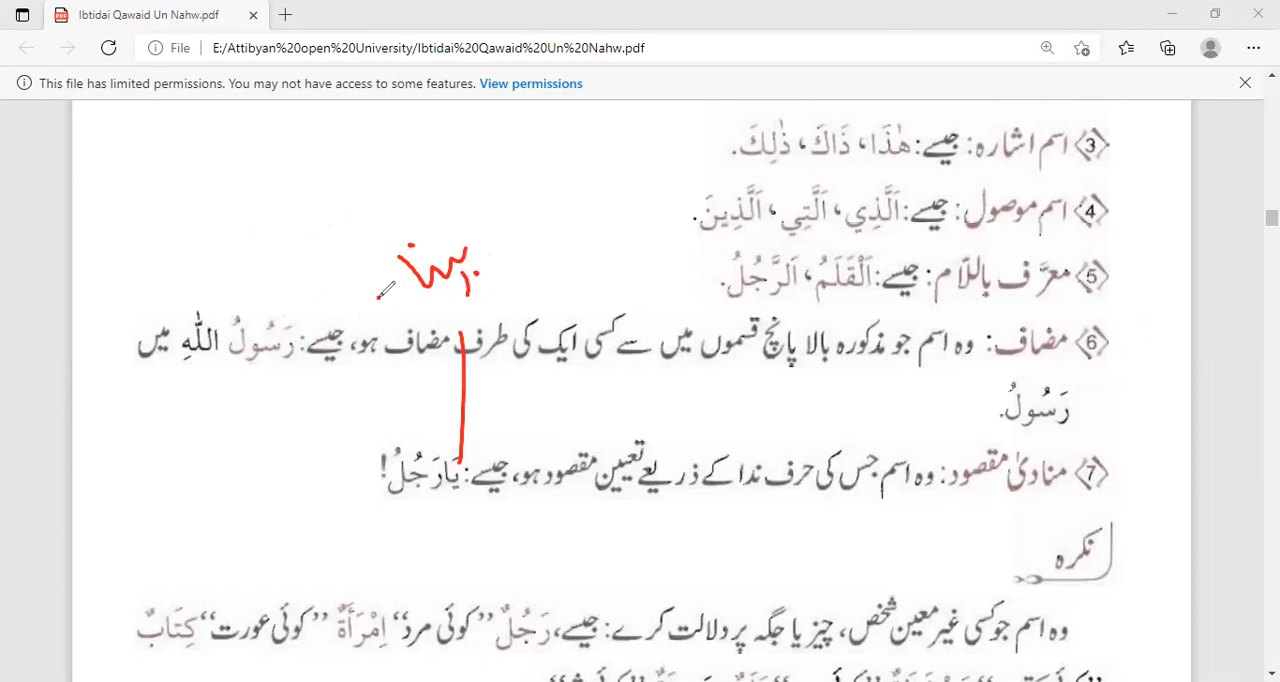 Ibtidai Qawaid Un Nahw.pdf
File | E:/Attibyan%20open%20University/Ibtidai%20Qawaid%20Un%20Nahw.pdf
This file has limited permissions. You may not have access to some features. View permissions
﴿3﴾ اسم اشارہ: جیسے: هٰذَا، ذَاكَ، ذٰلِكَ.
﴿4﴾ اسم موصول: جیسے: اَلَّذِي، اَلَّتِي، اَلَّذِينَ.
﴿5﴾ معرَّف باللّام: جیسے: اَلْقَلَمُ، اَلرَّجُلُ.
﴿6﴾ مضاف: وہ اسم جو مذکورہ بالا پانچ قسموں میں سے کسی ایک کی طرف مضاف ہو، جیسے: رَسُولُ اللّٰهِ میں
رَسُولُ.
﴿7﴾ منادیٰ مقصود: وہ اسم جس کی حرف ندا کے ذریعے تعیین مقصود ہو، جیسے: يَارَجُلُ!
نکرہ
وہ اسم جو کسی غیر معین شخص، چیز یا جگہ پر دلالت کرے: جیسے، رَجُلٌ ”کوئی مرد“ اِمْرَأَةٌ ”کوئی عورت“ كِتَابٌ